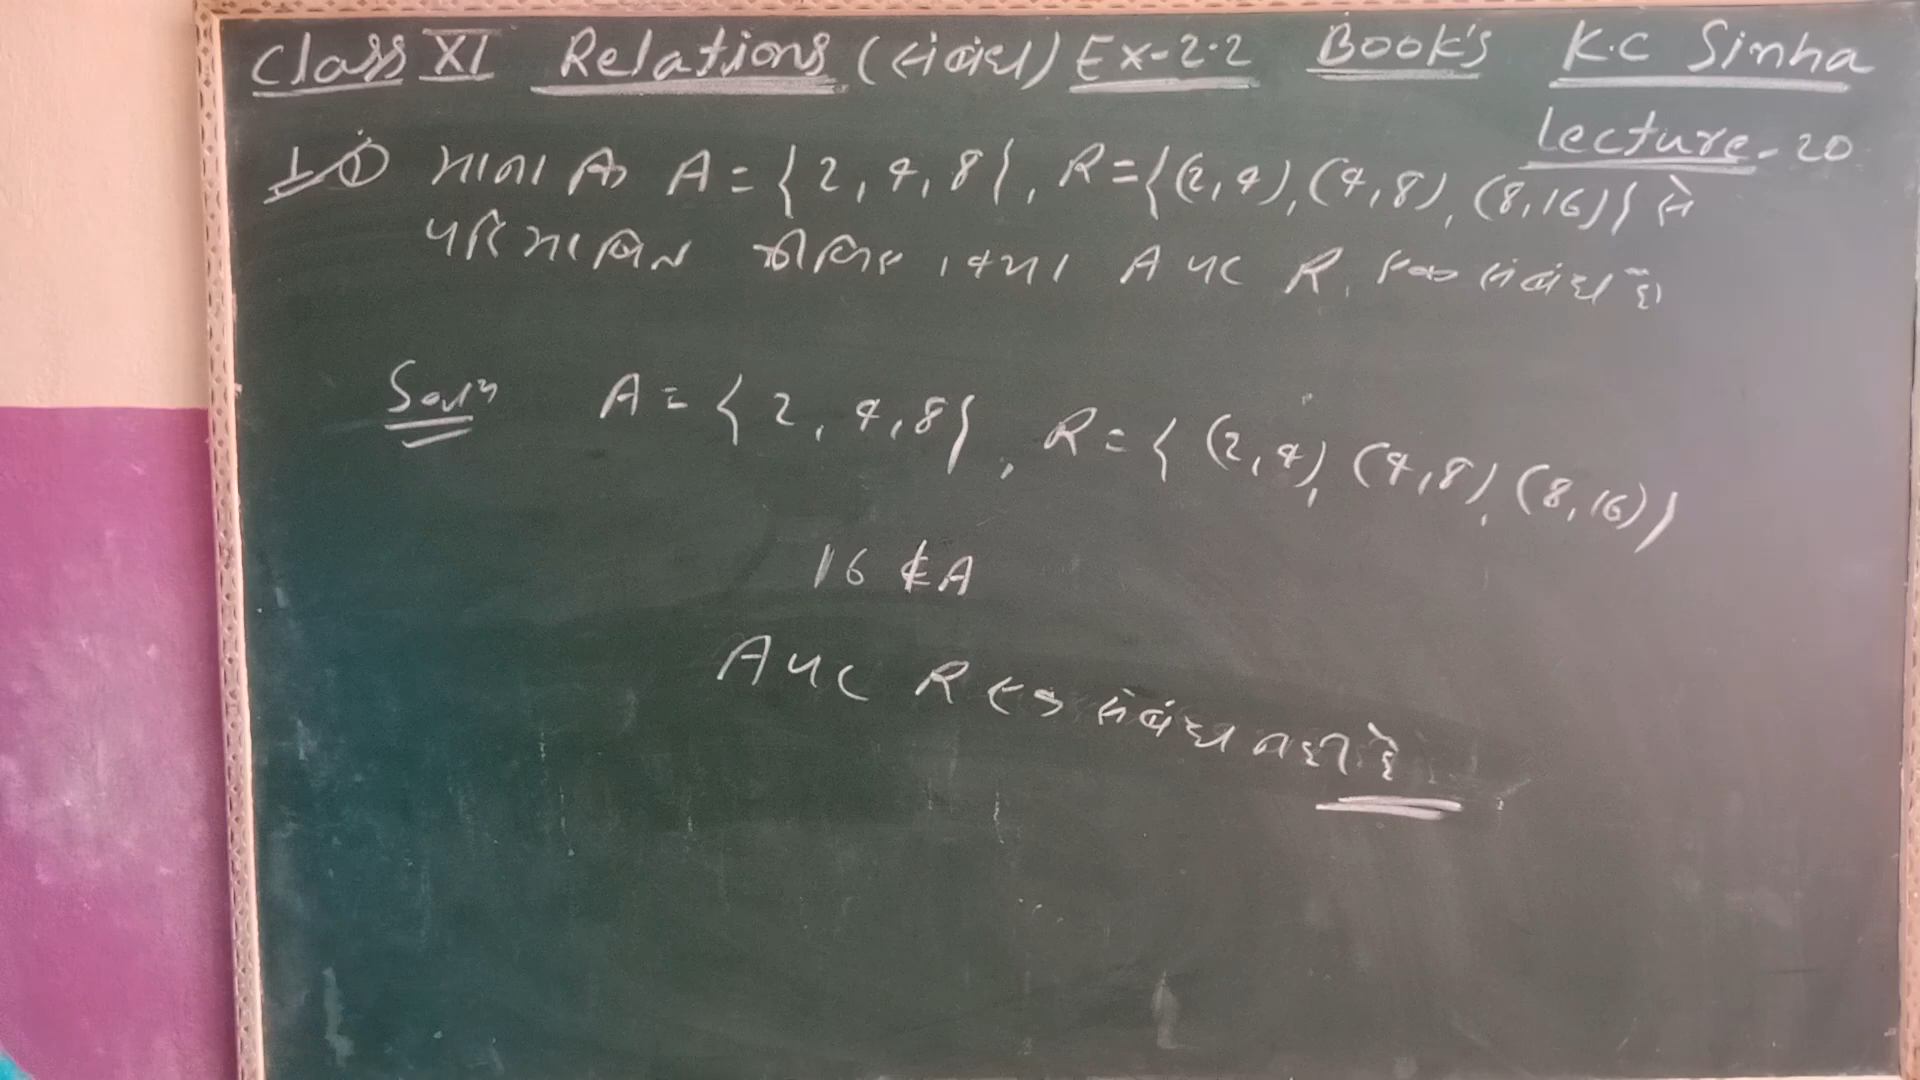 Class XI Relations (संबंध) Ex-2.2 Book's K.C Sinha
Lecture-20
1. ① माना कि A = {2, 4, 8}, R = {(2,4), (4,8), (8,16)} से
परिभाषित कीजिए । क्या A पर R, एक संबंध है
Solⁿ A = {2, 4, 8}, R = {(2,4), (4,8), (8,16)}
16 ∉ A
A पर R एक संबंध नहीं है